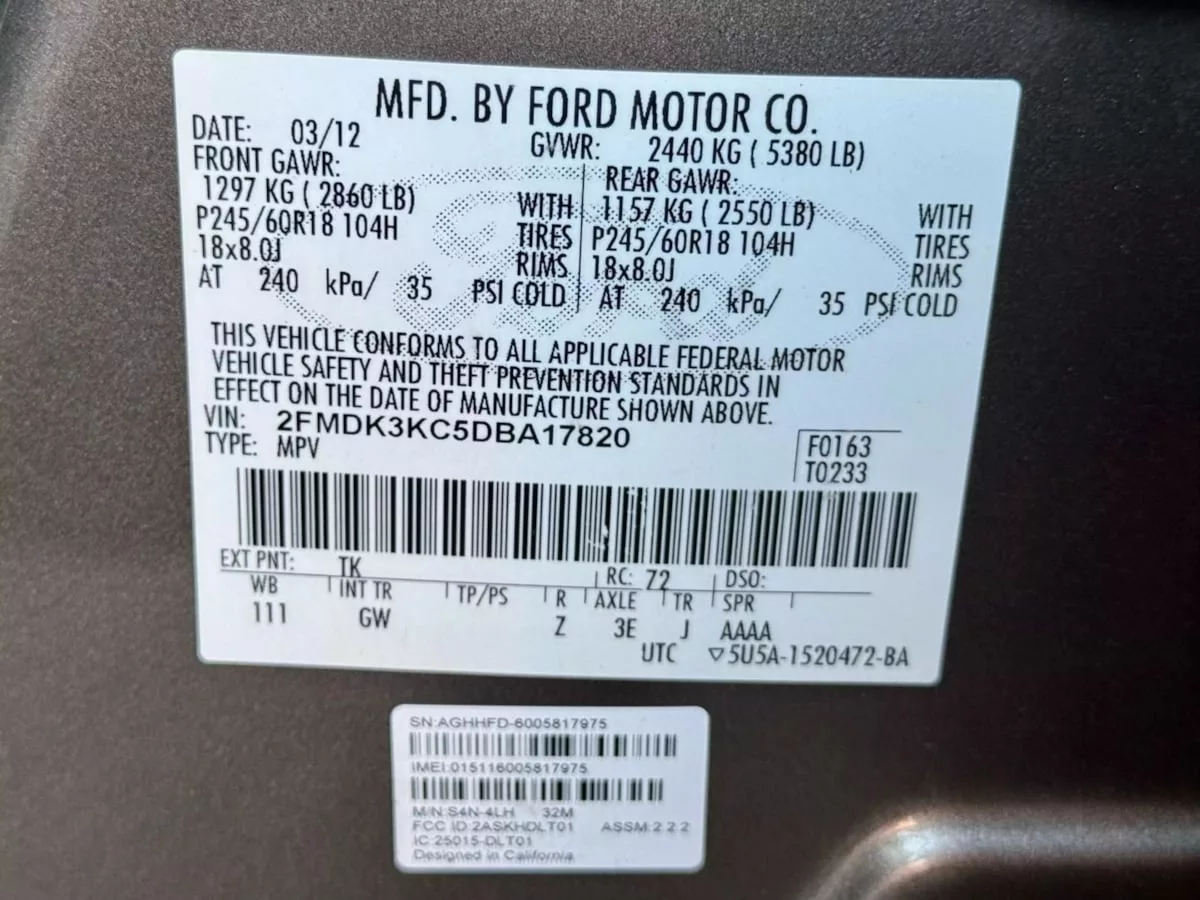 MFD. BY FORD MOTOR CO.
DATE: 03/12 GVWR: 2440 KG ( 5380 LB)
FRONT GAWR: REAR GAWR:
1297 KG ( 2860 LB) WITH 1157 KG ( 2550 LB) WITH
P245/60R18 104H TIRES P245/60R18 104H TIRES
18x8.0J RIMS 18x8.0J RIMS
AT 240 kPa/ 35 PSI COLD AT 240 kPa/ 35 PSI COLD
THIS VEHICLE CONFORMS TO ALL APPLICABLE FEDERAL MOTOR
VEHICLE SAFETY AND THEFT PREVENTION STANDARDS IN
EFFECT ON THE DATE OF MANUFACTURE SHOWN ABOVE.
VIN: 2FMDK3KC5DBA17820
TYPE: MPV F0163
T0233
EXT PNT: TK RC: 72 DSO:
WB INT TR TP/PS R AXLE TR SPR
111 GW Z 3E J AAAA
UTC ▽5U5A-1520472-BA
SN:AGHHFD-6005817975
IMEI:015116005817975
M/N:S4N-4LH 32M
FCC ID:2ASKHDLT01 ASSM:2 2 2
IC:25015-DLT01
Designed in California